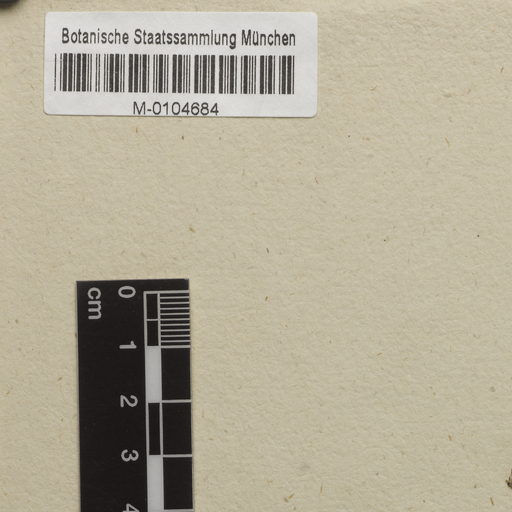 Botanische Staatssammlung München
M-0104684
cm
0
1
2
3
4